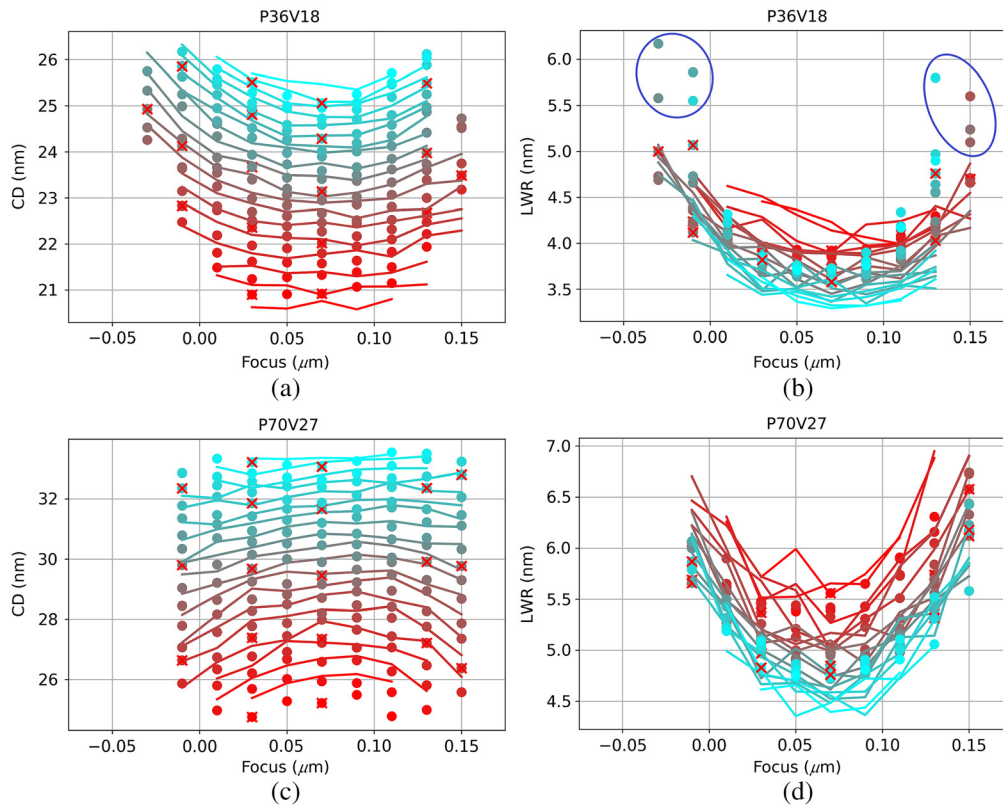 P36V18
CD (nm)
26
25
24
23
22
21
−0.05 0.00 0.05 0.10 0.15
Focus (μm)
(a)
P36V18
LWR (nm)
6.0
5.5
5.0
4.5
4.0
3.5
−0.05 0.00 0.05 0.10 0.15
Focus (μm)
(b)
P70V27
CD (nm)
32
30
28
26
−0.05 0.00 0.05 0.10 0.15
Focus (μm)
(c)
P70V27
LWR (nm)
7.0
6.5
6.0
5.5
5.0
4.5
−0.05 0.00 0.05 0.10 0.15
Focus (μm)
(d)